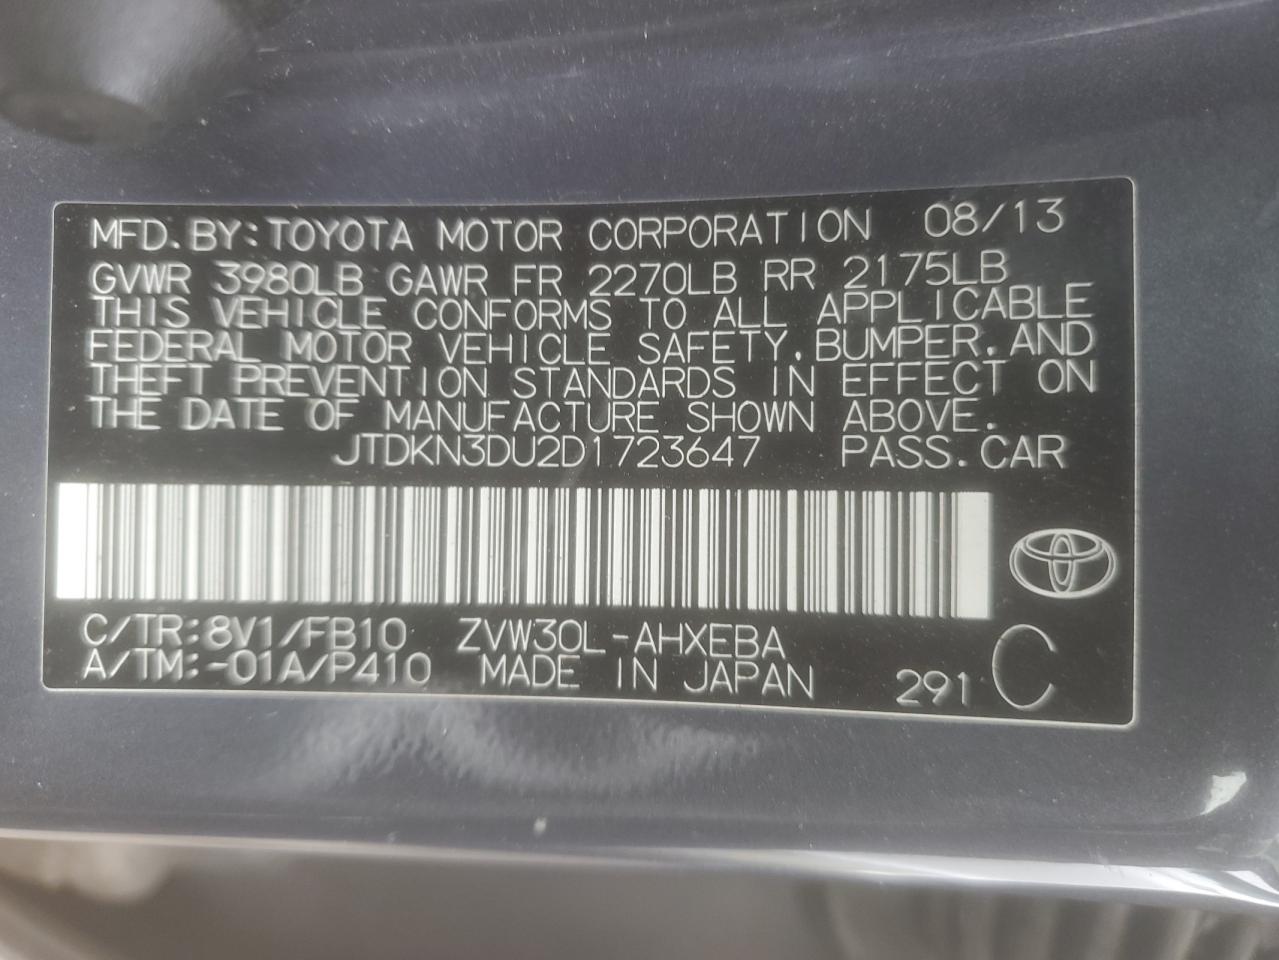 MFD. BY: TOYOTA MOTOR CORPORATION 08/13
GVWR 3980LB GAWR FR 2270LB RR 2175LB
THIS VEHICLE CONFORMS TO ALL APPLICABLE
FEDERAL MOTOR VEHICLE SAFETY, BUMPER, AND
THEFT PREVENTION STANDARDS IN EFFECT ON
THE DATE OF MANUFACTURE SHOWN ABOVE.
JTDKN3DU2D1723647 PASS. CAR
C/TR:8V1/FB10 ZVW30L-AHXEBA
A/TM:-01A/P410 MADE IN JAPAN 291 C